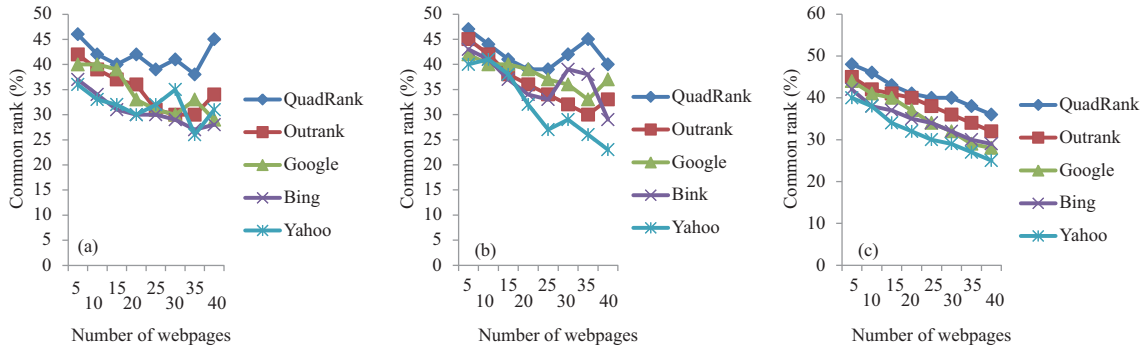 Common rank (%)
50
45
40
35
30
25
20
15
10
5
0
(a)
5 15 25 35
10 20 30 40
Number of webpages
QuadRank
Outrank
Google
Bing
Yahoo
Common rank (%)
50
45
40
35
30
25
20
15
10
5
0
(b)
5 15 25 35
10 20 30 40
Number of webpages
QuadRank
Outrank
Google
Bink
Yahoo
Common rank (%)
60
50
40
30
20
10
0
(c)
5 15 25 35
10 20 30 40
Number of webpages
QuadRank
Outrank
Google
Bing
Yahoo